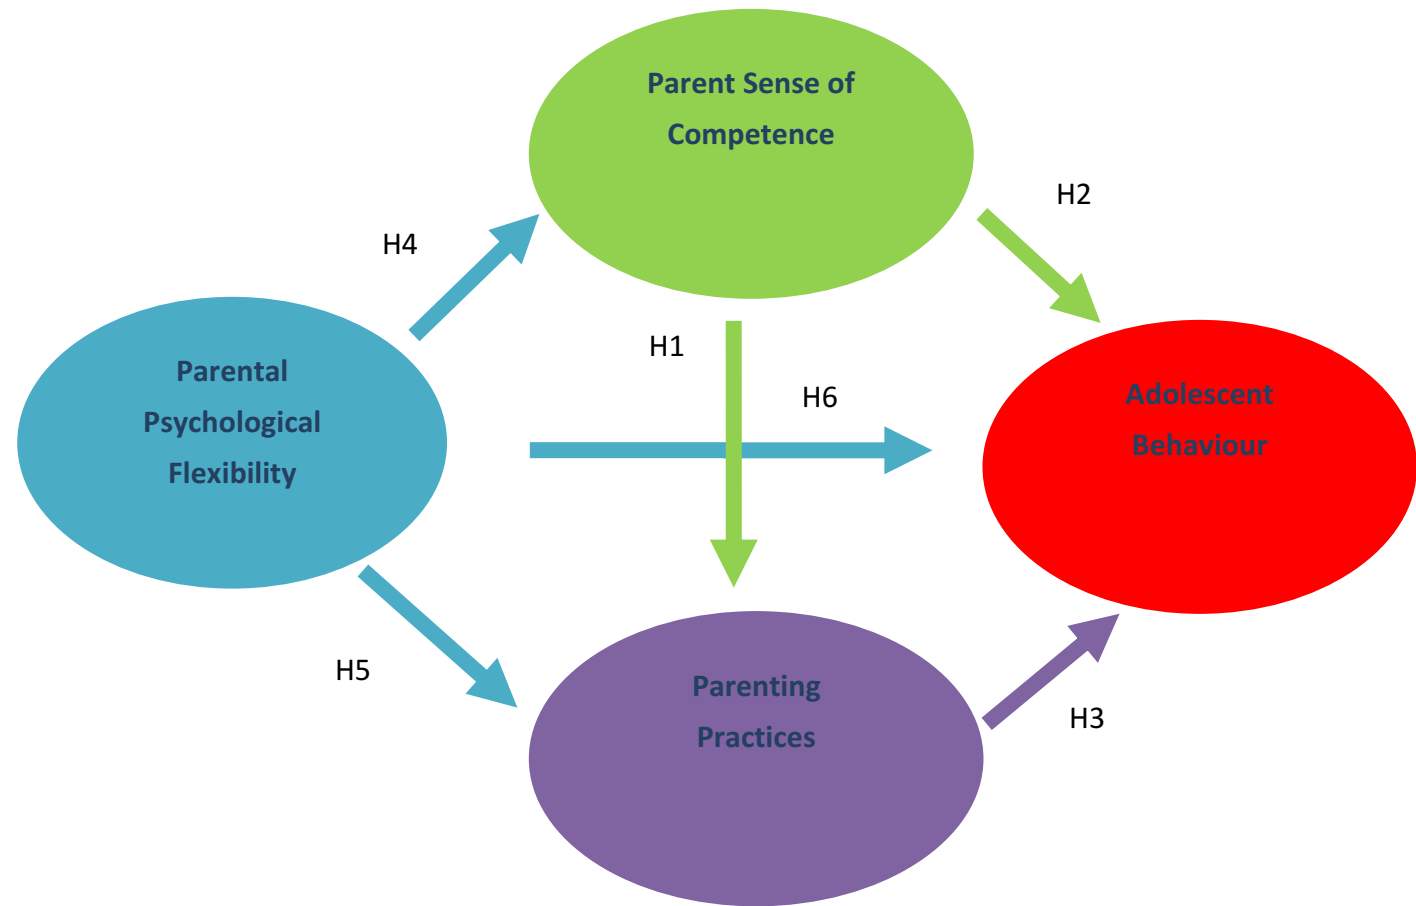 Parent Sense of
Competence
H2
H4
H1
Parental
Psychological
Flexibility
H6
Adolescent
Behaviour
H5
Parenting
Practices
H3